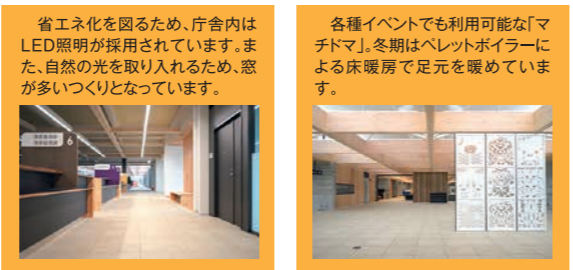 省エネ化を図るため、庁舎内は
LED照明が採用されています。ま
た、自然の光を取り入れるため、窓
が多いつくりとなっています。
6
各種イベントでも利用可能な「マ
チドマ」。冬期はペレットボイラーに
よる床暖房で足元を暖めていま
す。